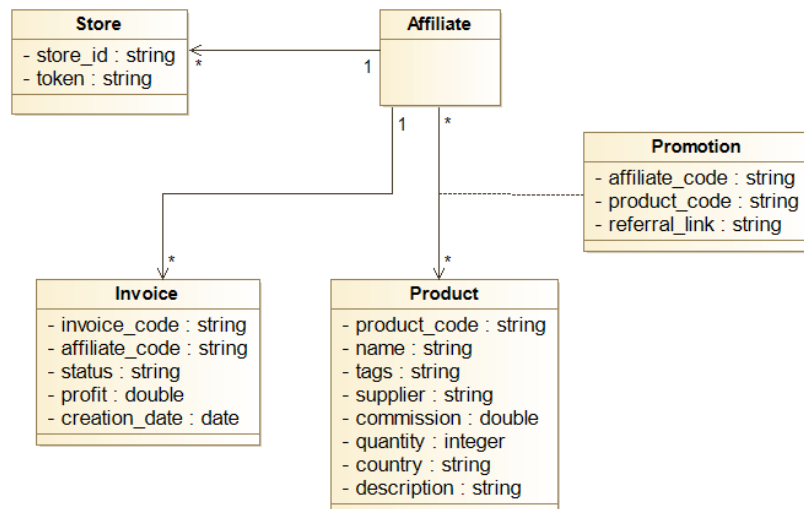 Store
- store_id : string
- token : string
Affiliate
*
1
1
*
Promotion
- affiliate_code : string
- product_code : string
- referral_link : string
*
*
Invoice
- invoice_code : string
- affiliate_code : string
- status : string
- profit : double
- creation_date : date
Product
- product_code : string
- name : string
- tags : string
- supplier : string
- commission : double
- quantity : integer
- country : string
- description : string